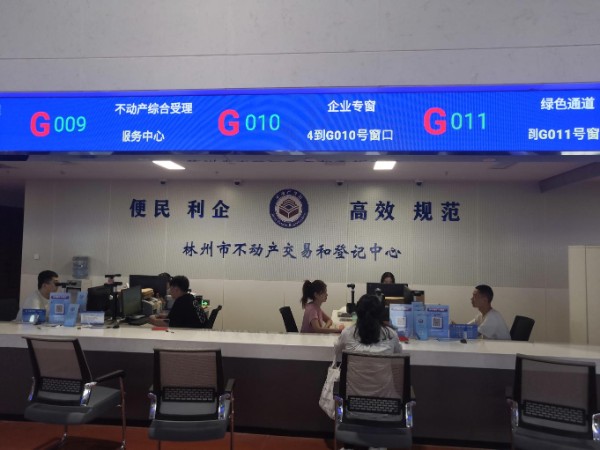 G009
不动产综合受理
服务中心
G010
企业专窗
4到G010号窗口
G011
绿色通道
到G011号窗
便民 利企
高效 规范
林州市不动产交易和登记中心